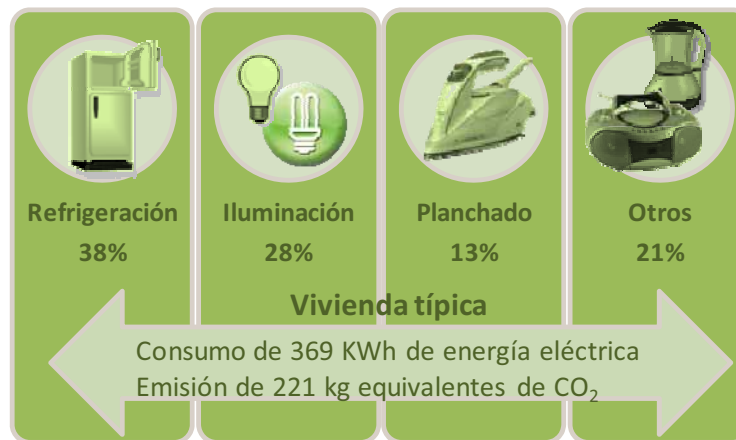 Refrigeración
38%
Iluminación
28%
Planchado
13%
Otros
21%
Vivienda típica
Consumo de 369 KWh de energía eléctrica
Emisión de 221 kg equivalentes de CO₂